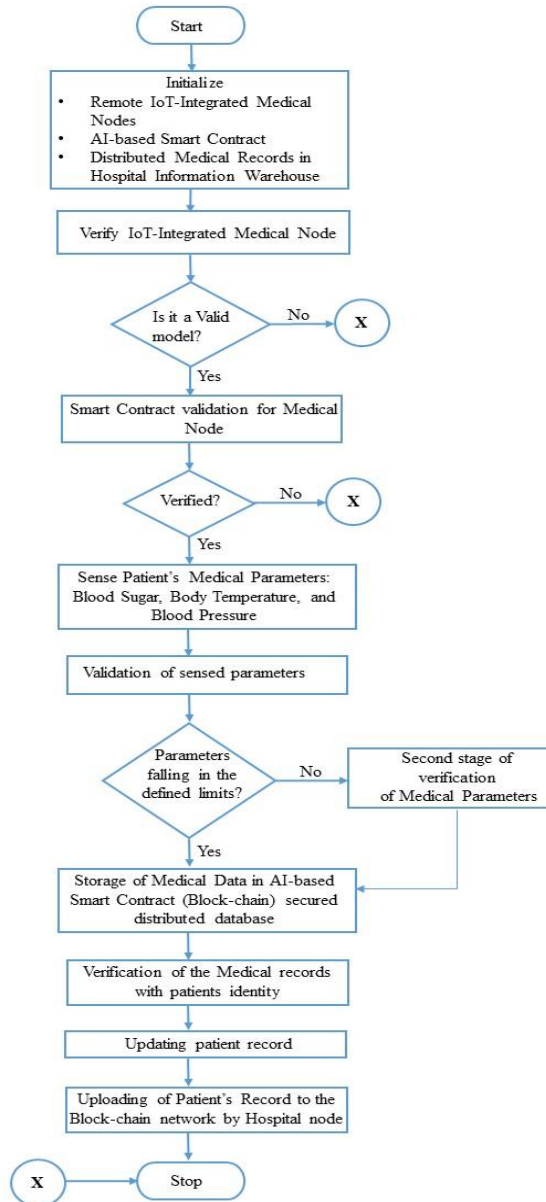 Start
Initialize
• Remote IoT-Integrated Medical
Nodes
• AI-based Smart Contract
• Distributed Medical Records in
Hospital Information Warehouse
Verify IoT-Integrated Medical Node
Is it a Valid
model?
No
X
Yes
Smart Contract validation for Medical
Node
Verified?
No
X
Yes
Sense Patient's Medical Parameters:
Blood Sugar, Body Temperature, and
Blood Pressure
Validation of sensed parameters
Parameters
falling in the
defined limits?
No
Second stage of
verification
of Medical Parameters
Yes
Storage of Medical Data in AI-based
Smart Contract (Block-chain) secured
distributed database
Verification of the Medical records
with patients identity
Updating patient record
Uploading of Patient's Record to the
Block-chain network by Hospital node
X
Stop